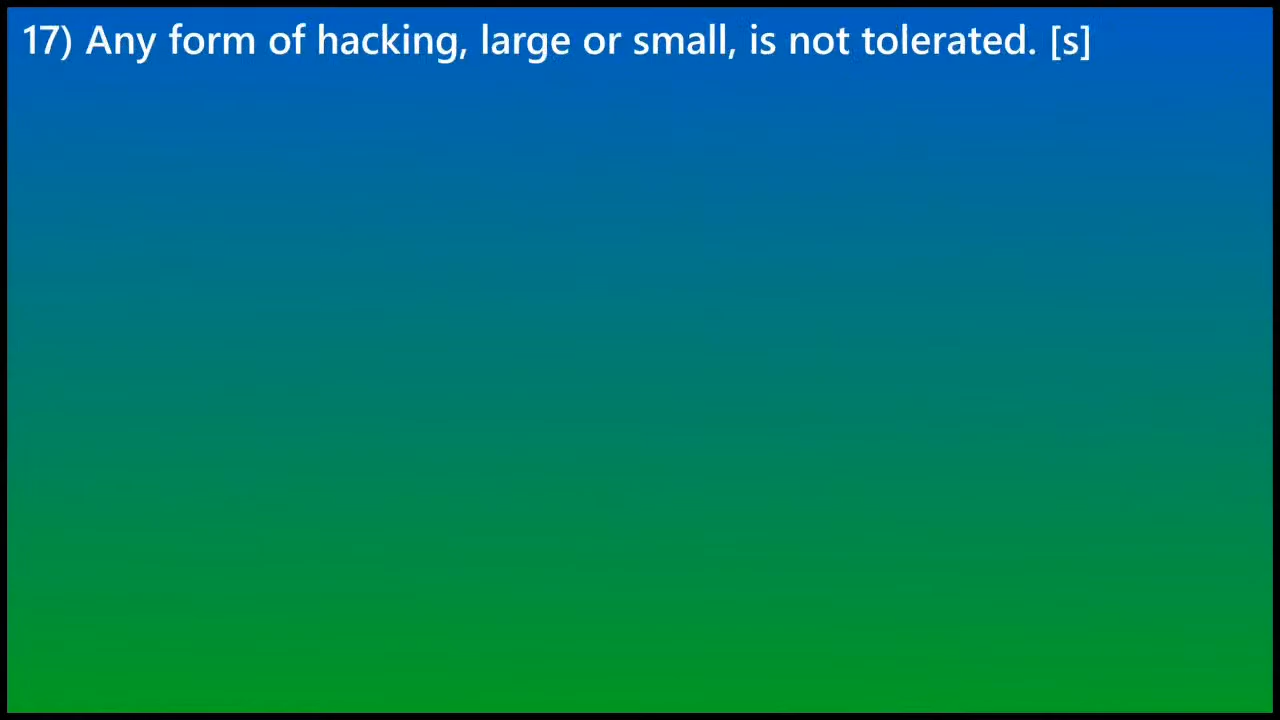 17) Any form of hacking, large or small, is not tolerated. [s]